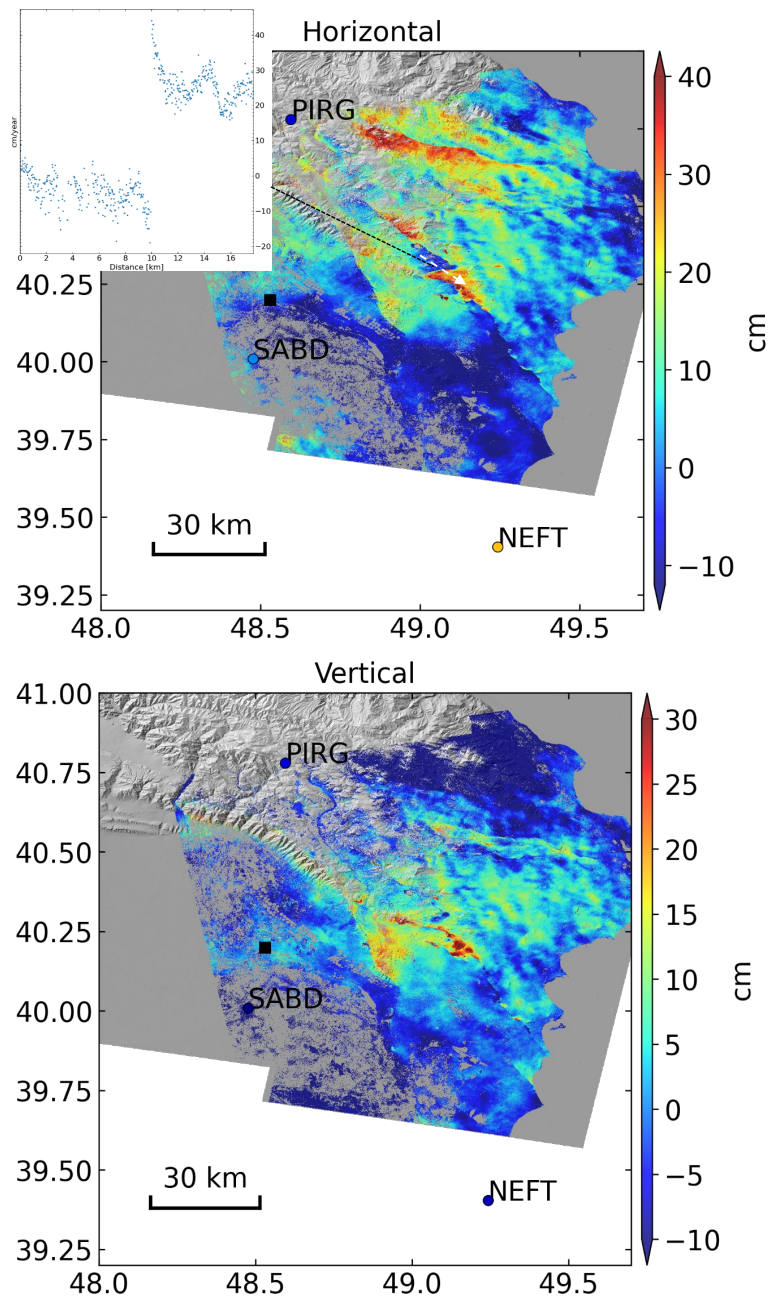 Horizontal
cm/year
40
30
20
10
0
−10
−20
0 2 4 6 8 10 12 14 16
Distance [km]
PIRG
SABD
NEFT
30 km
40.25
40.00
39.75
39.50
39.25
48.0 48.5 49.0 49.5
40
30
20
10
0
−10
cm
Vertical
41.00
40.75
40.50
40.25
40.00
39.75
39.50
39.25
PIRG
SABD
NEFT
30 km
48.0 48.5 49.0 49.5
30
25
20
15
10
5
0
−5
−10
cm